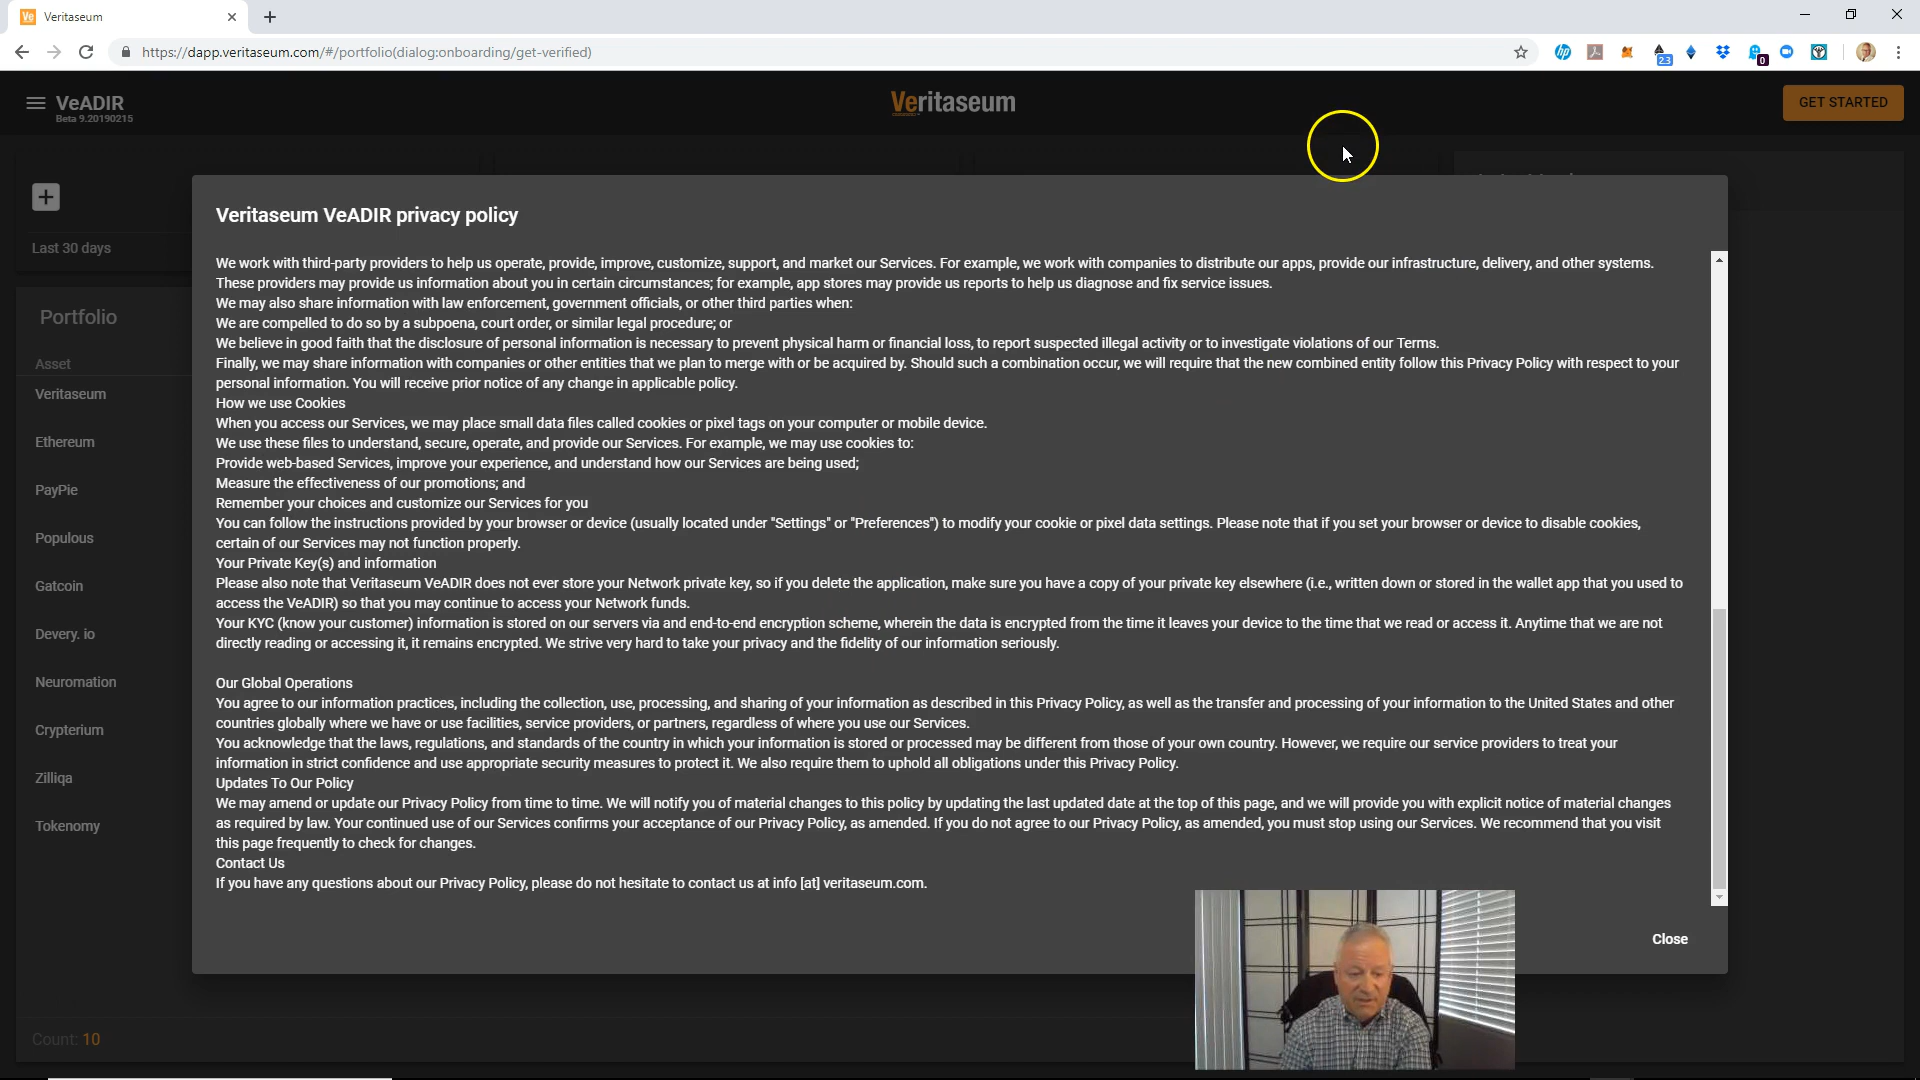 Veritaseum
https://dapp.veritaseum.com/#/portfolio(dialog:onboarding/get-verified)
23
0
VeADIR
Beta 9.20190215
Veritaseum
GET STARTED
Last 30 days
Portfolio
Asset
Veritaseum
Ethereum
PayPie
Populous
Gatcoin
Devery. io
Neuromation
Crypterium
Zilliqa
Tokenomy
Count: 10
Veritaseum VeADIR privacy policy
We work with third-party providers to help us operate, provide, improve, customize, support, and market our Services. For example, we work with companies to distribute our apps, provide our infrastructure, delivery, and other systems.
These providers may provide us information about you in certain circumstances; for example, app stores may provide us reports to help us diagnose and fix service issues.
We may also share information with law enforcement, government officials, or other third parties when:
We are compelled to do so by a subpoena, court order, or similar legal procedure; or
We believe in good faith that the disclosure of personal information is necessary to prevent physical harm or financial loss, to report suspected illegal activity or to investigate violations of our Terms.
Finally, we may share information with companies or other entities that we plan to merge with or be acquired by. Should such a combination occur, we will require that the new combined entity follow this Privacy Policy with respect to your
personal information. You will receive prior notice of any change in applicable policy.
How we use Cookies
When you access our Services, we may place small data files called cookies or pixel tags on your computer or mobile device.
We use these files to understand, secure, operate, and provide our Services. For example, we may use cookies to:
Provide web-based Services, improve your experience, and understand how our Services are being used;
Measure the effectiveness of our promotions; and
Remember your choices and customize our Services for you
You can follow the instructions provided by your browser or device (usually located under "Settings" or "Preferences") to modify your cookie or pixel data settings. Please note that if you set your browser or device to disable cookies,
certain of our Services may not function properly.
Your Private Key(s) and information
Please also note that Veritaseum VeADIR does not ever store your Network private key, so if you delete the application, make sure you have a copy of your private key elsewhere (i.e., written down or stored in the wallet app that you used to
access the VeADIR) so that you may continue to access your Network funds.
Your KYC (know your customer) information is stored on our servers via and end-to-end encryption scheme, wherein the data is encrypted from the time it leaves your device to the time that we read or access it. Anytime that we are not
directly reading or accessing it, it remains encrypted. We strive very hard to take your privacy and the fidelity of our information seriously.
Our Global Operations
You agree to our information practices, including the collection, use, processing, and sharing of your information as described in this Privacy Policy, as well as the transfer and processing of your information to the United States and other
countries globally where we have or use facilities, service providers, or partners, regardless of where you use our Services.
You acknowledge that the laws, regulations, and standards of the country in which your information is stored or processed may be different from those of your own country. However, we require our service providers to treat your
information in strict confidence and use appropriate security measures to protect it. We also require them to uphold all obligations under this Privacy Policy.
Updates To Our Policy
We may amend or update our Privacy Policy from time to time. We will notify you of material changes to this policy by updating the last updated date at the top of this page, and we will provide you with explicit notice of material changes
as required by law. Your continued use of our Services confirms your acceptance of our Privacy Policy, as amended. If you do not agree to our Privacy Policy, as amended, you must stop using our Services. We recommend that you visit
this page frequently to check for changes.
Contact Us
If you have any questions about our Privacy Policy, please do not hesitate to contact us at info [at] veritaseum.com.
Close